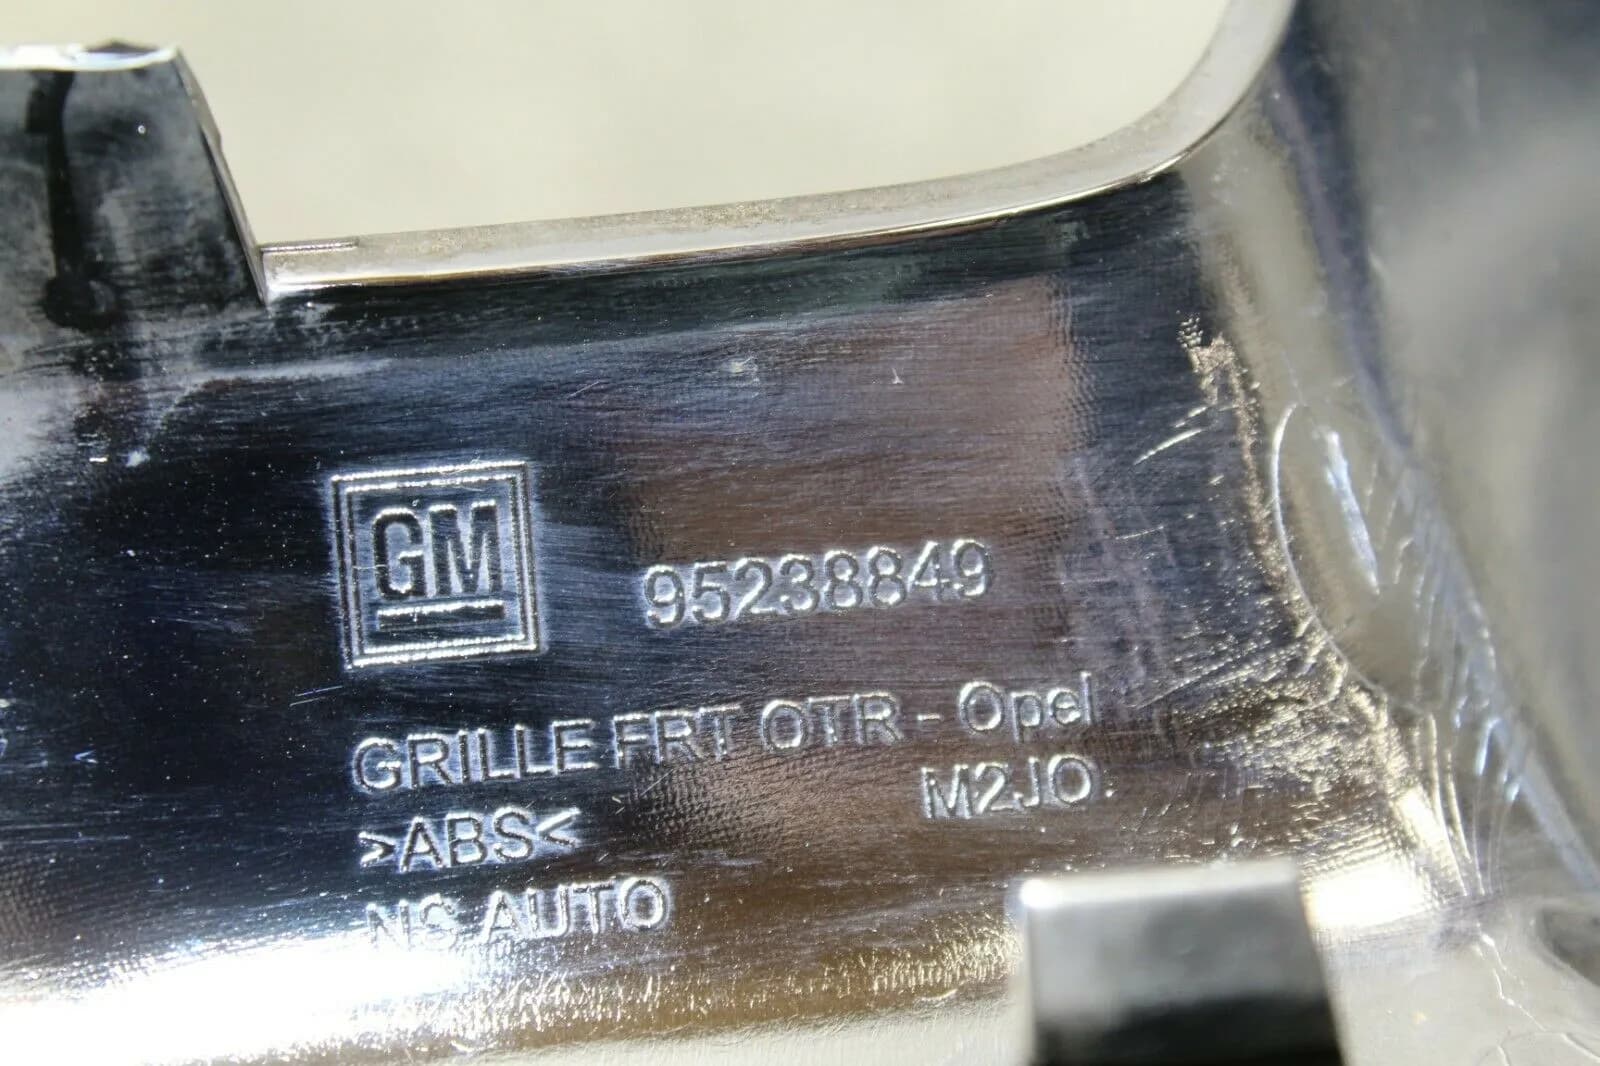 GM
95238849
GRILLE FRT OTR - Opel
M2JO
>ABS<
NS AUTO